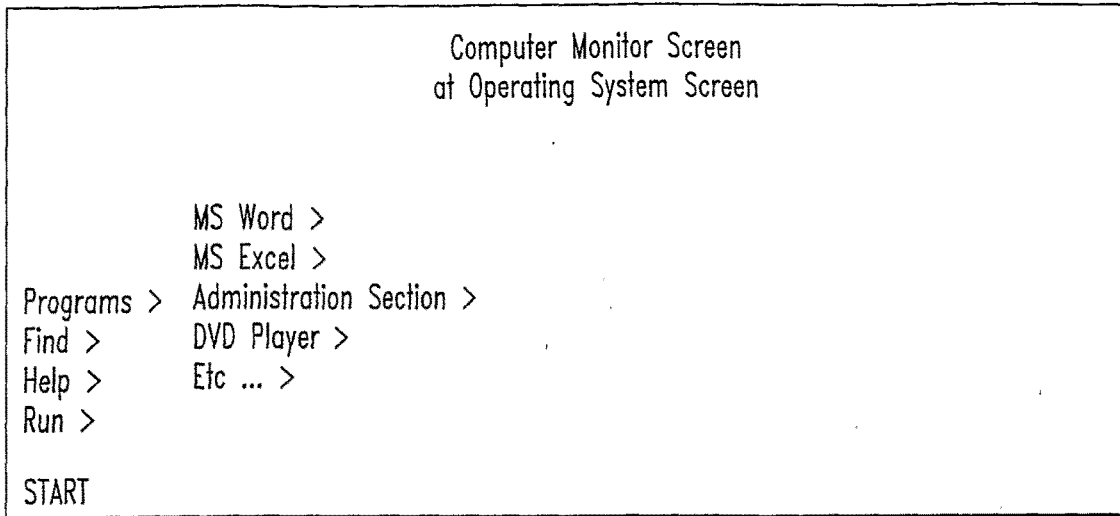 Computer Monitor Screen
at Operating System Screen
MS Word >
MS Excel >
Programs > Administration Section >
Find > DVD Player >
Help > Etc ... >
Run >
START